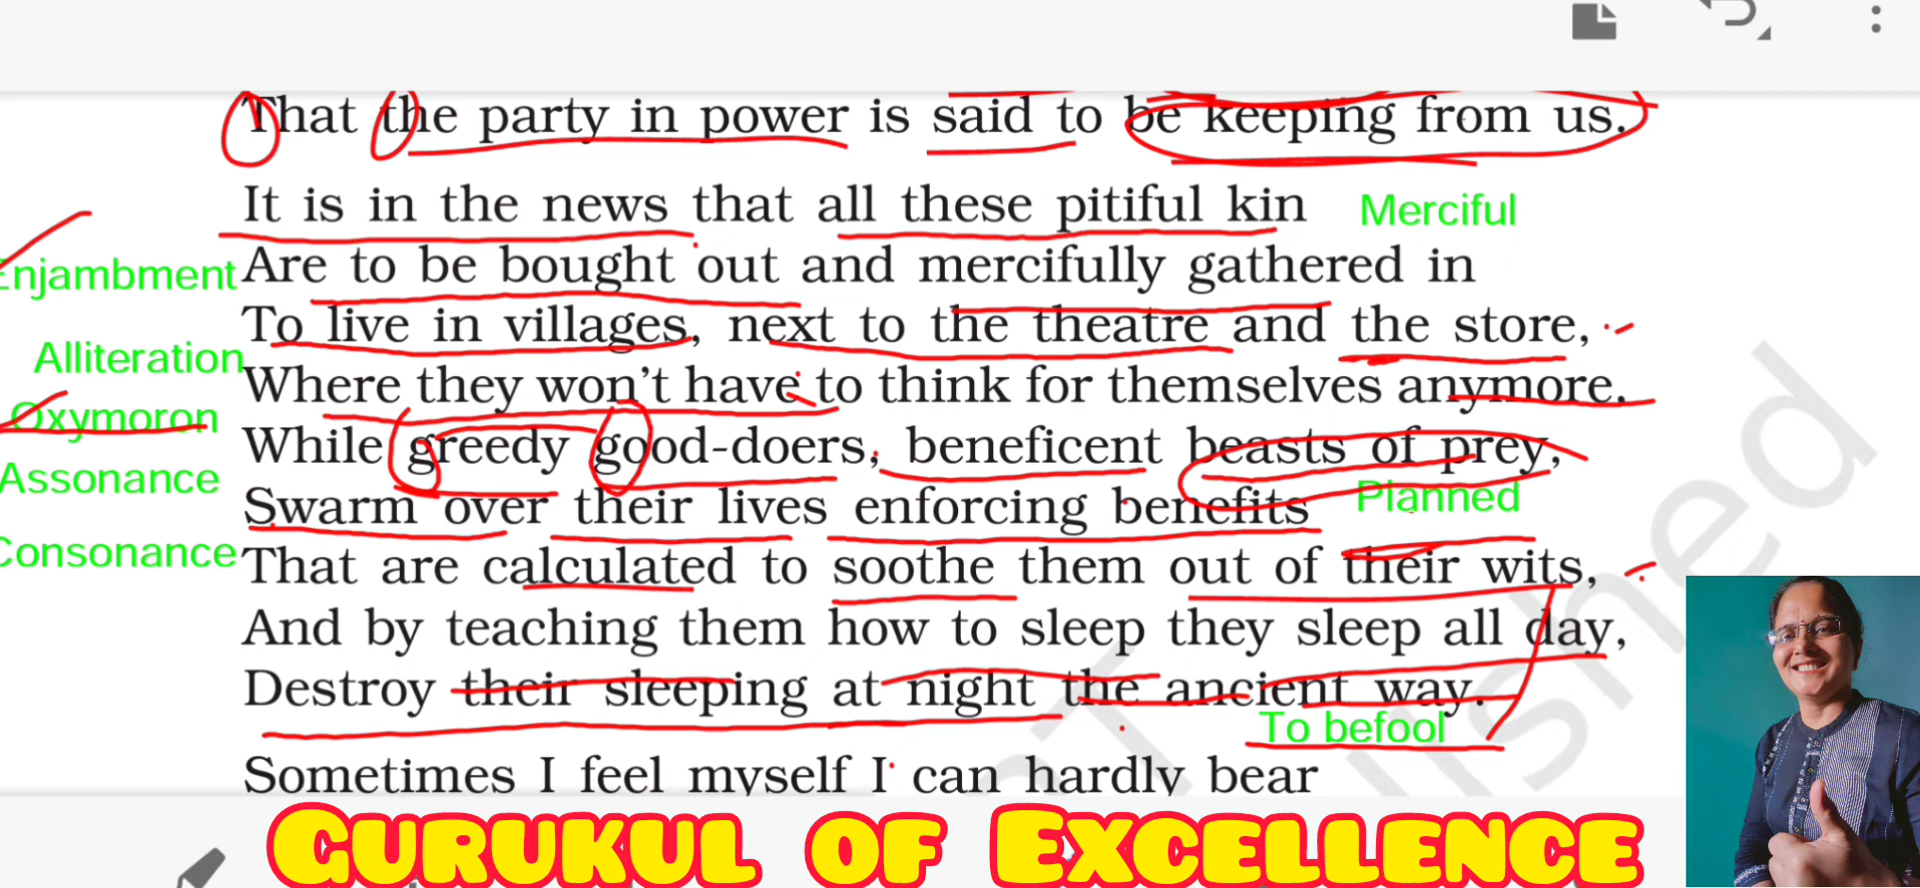 That the party in power is said to be keeping from us.
It is in the news that all these pitiful kin Merciful
Enjambment Are to be bought out and mercifully gathered in
To live in villages, next to the theatre and the store,
Alliteration Where they won't have to think for themselves anymore.
Oxymoron While greedy good-doers, beneficent beasts of prey,
Assonance Swarm over their lives enforcing benefits Planned
Consonance That are calculated to soothe them out of their wits,
And by teaching them how to sleep they sleep all day,
Destroy their sleeping at night the ancient way.
To befool
Sometimes I feel myself I can hardly bear
GURUKUL OF EXCELLENCE